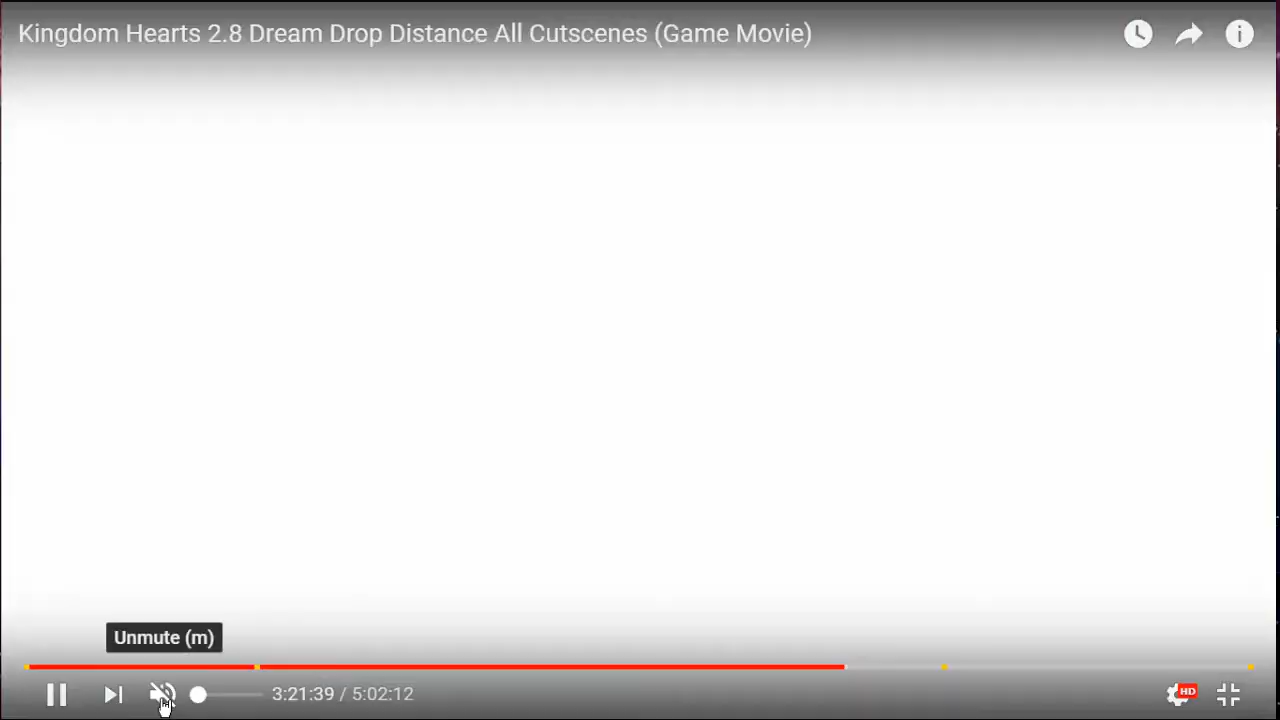 Kingdom Hearts 2.8 Dream Drop Distance All Cutscenes (Game Movie)
Unmute (m)
3:21:39 / 5:02:12
HD